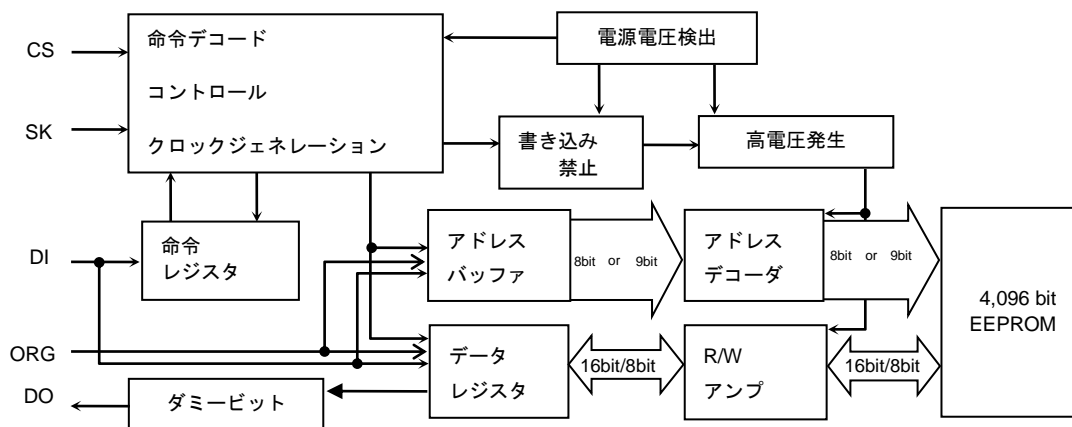 CS
命令デコード
電源電圧検出
コントロール
SK
クロックジェネレーション
書き込み
禁止
高電圧発生
DI
命令
レジスタ
アドレス
バッファ
8bit or 9bit
アドレス
デコーダ
8bit or 9bit
4,096 bit
EEPROM
ORG
データ
レジスタ
16bit/8bit
R/W
アンプ
16bit/8bit
DO
ダミービット